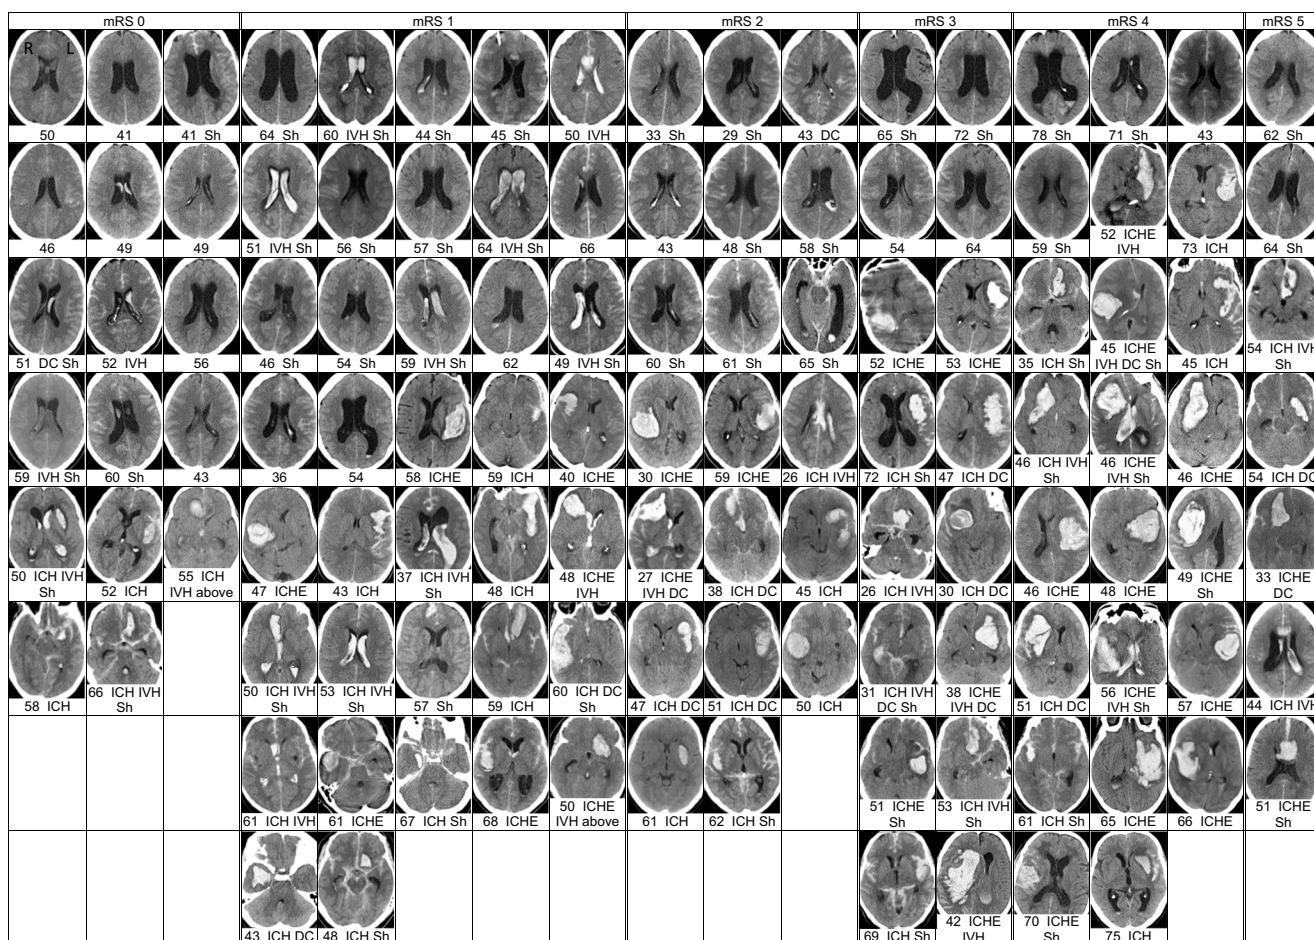 mRS 0 mRS 1 mRS 2 mRS 3 mRS 4 mRS 5
R L
50 41 41 Sh 64 Sh 60 IVH Sh 44 Sh 45 Sh 50 IVH 33 Sh 29 Sh 43 DC 65 Sh 72 Sh 78 Sh 71 Sh 43 62 Sh
46 49 49 51 IVH Sh 56 Sh 57 Sh 64 IVH Sh 66 43 48 Sh 58 Sh 54 64 59 Sh 52 ICHE 73 ICH 64 Sh
IVH
51 DC Sh 52 IVH 56 46 Sh 54 Sh 59 IVH Sh 62 49 IVH Sh 60 Sh 61 Sh 65 Sh 52 ICHE 53 ICHE 35 ICH Sh 45 ICHE 45 ICH 54 ICH IVH
IVH DC Sh Sh
59 IVH Sh 60 Sh 43 36 54 58 ICHE 59 ICH 40 ICHE 30 ICHE 59 ICHE 26 ICH IVH 72 ICH Sh 47 ICH DC 46 ICH IVH 46 ICHE 46 ICHE 54 ICH DC
Sh IVH Sh
50 ICH IVH 52 ICH 55 ICH 47 ICHE 43 ICH 37 ICH IVH 48 ICH 48 ICHE 27 ICHE 38 ICH DC 45 ICH 26 ICH IVH 30 ICH DC 46 ICHE 48 ICHE 49 ICHE 33 ICHE
Sh IVH above Sh IVH IVH DC Sh DC
58 ICH 66 ICH IVH 50 ICH IVH 53 ICH IVH 57 Sh 59 ICH 60 ICH DC 47 ICH DC 51 ICH DC 50 ICH 31 ICH IVH 38 ICHE 51 ICH DC 56 ICHE 57 ICHE 44 ICH IVH
Sh Sh Sh Sh DC Sh IVH DC IVH Sh
61 ICH IVH 61 ICHE 67 ICH Sh 68 ICHE 50 ICHE 61 ICH 62 ICH Sh 51 ICHE 53 ICH IVH 61 ICH Sh 65 ICHE 66 ICHE 51 ICHE
IVH above Sh Sh Sh
43 ICH DC 48 ICH Sh 69 ICH Sh 42 ICHE 70 ICHE 75 ICH
IVH Sh